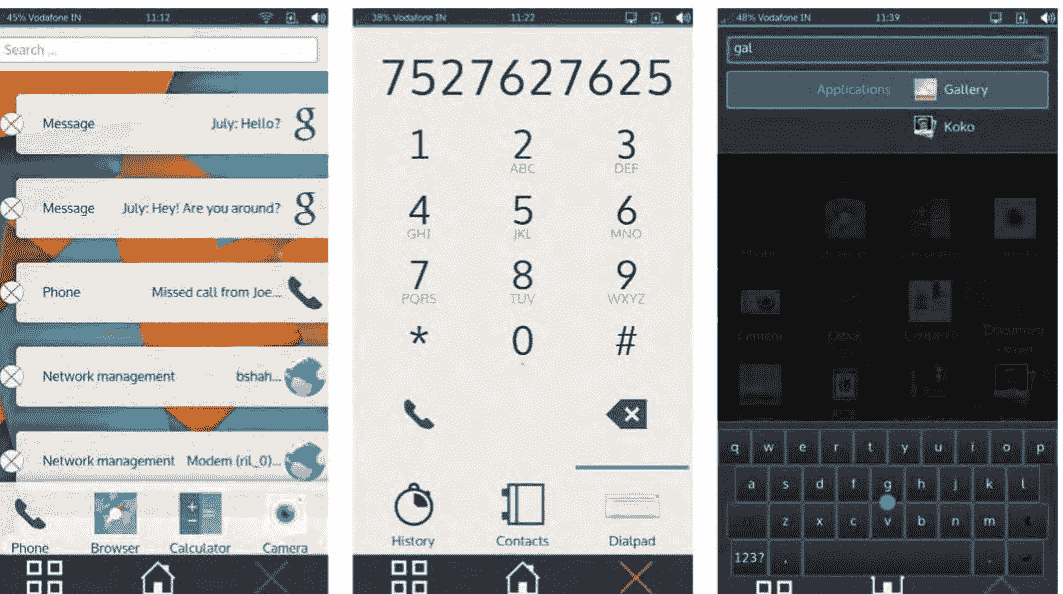 45% Vodafone IN 11:12
Search ...
Message July: Hello?
Message July: Hey! Are you around?
Phone Missed call from Joe...
Network management bshah...
Network management Modem (ril_0)...
Phone Browser Calculator Camera
38% Vodafone IN 11:22
7527627625
1 2 3
ABC DEF
4 5 6
GHI JKL MNO
7 8 9
PQRS TUV WXYZ
* 0 #
History Contacts Dialpad
48% Vodafone IN 11:39
gal
Applications Gallery
Koko
Camera
q w e r t y u i o p
a s d f g h j k l
z x c v b n m
123? , .